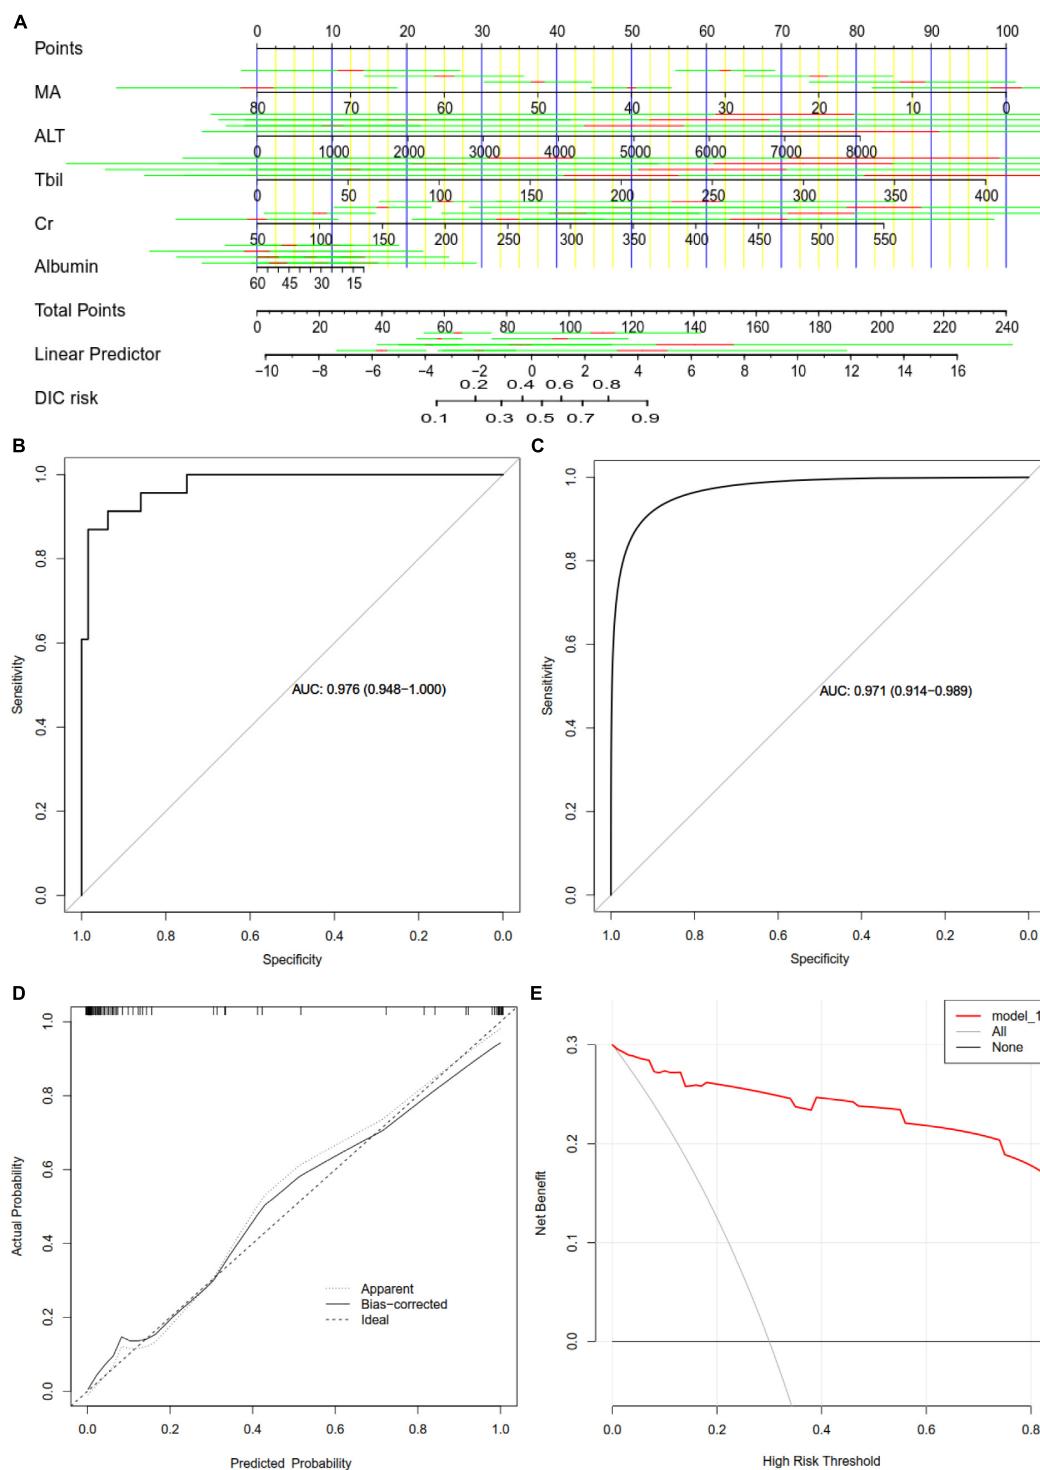 A
Points
0 10 20 30 40 50 60 70 80 90 100
MA
80 70 60 50 40 30 20 10 0
ALT
0 1000 2000 3000 4000 5000 6000 7000 8000
Tbil
0 50 100 150 200 250 300 350 400
Cr
50 100 150 200 250 300 350 400 450 500 550
Albumin
60 45 30 15
Total Points
0 20 40 60 80 100 120 140 160 180 200 220 240
Linear Predictor
−10 −8 −6 −4 −2 0 2 4 6 8 10 12 14 16
0.2 0.4 0.6 0.8
DIC risk
0.1 0.3 0.5 0.7 0.9
B
Sensitivity
1.0
0.8
0.6
0.4
0.2
0.0
AUC: 0.976 (0.948−1.000)
1.0 0.8 0.6 0.4 0.2 0.0
Specificity
C
Sensitivity
1.0
0.8
0.6
0.4
0.2
0.0
AUC: 0.971 (0.914−0.989)
1.0 0.8 0.6 0.4 0.2 0.0
Specificity
D
Actual Probability
1.0
0.8
0.6
0.4
0.2
0.0
Apparent
Bias−corrected
Ideal
0.0 0.2 0.4 0.6 0.8 1.0
Predicted Probability
E
model_1
All
None
Net Benefit
0.3
0.2
0.1
0.0
0.0 0.2 0.4 0.6 0.8
High Risk Threshold